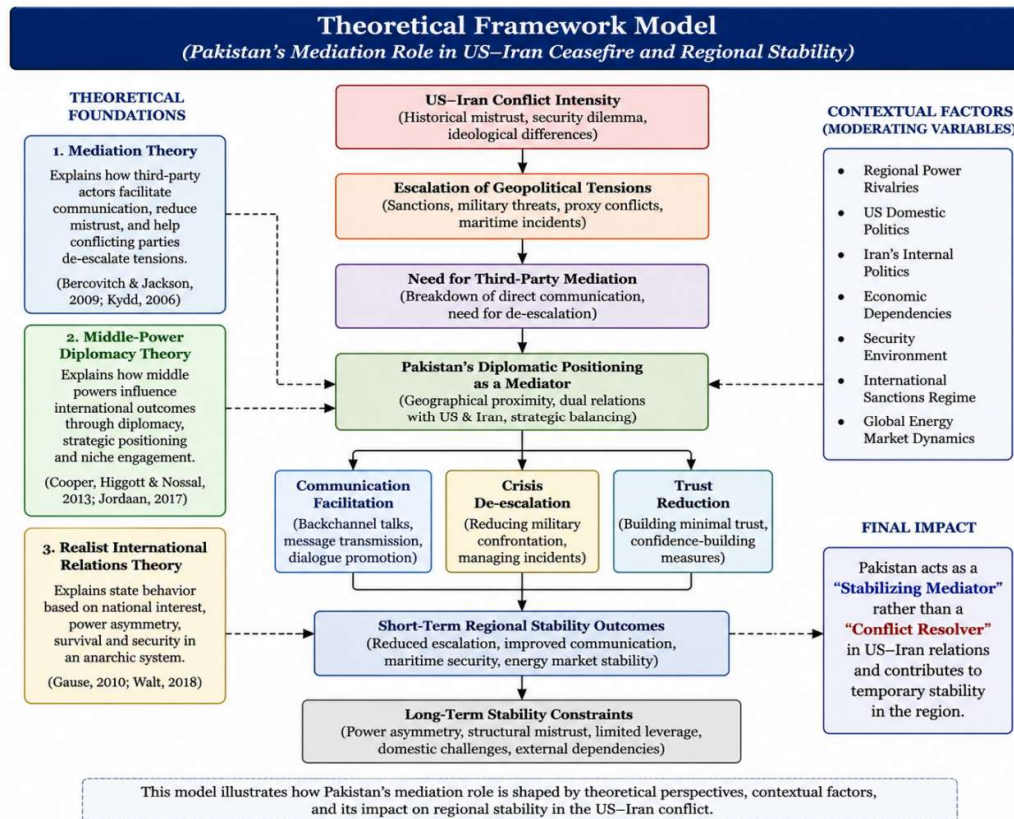 Theoretical Framework Model
(Pakistan's Mediation Role in US–Iran Ceasefire and Regional Stability)
THEORETICAL
FOUNDATIONS
1. Mediation Theory
Explains how third-party
actors facilitate
communication, reduce
mistrust, and help
conflicting parties
de-escalate tensions.
(Bercovitch & Jackson,
2009; Kydd, 2006)
2. Middle-Power
Diplomacy Theory
Explains how middle
powers influence
international outcomes
through diplomacy,
strategic positioning
and niche engagement.
(Cooper, Higgott & Nossal,
2013; Jordaan, 2017)
3. Realist International
Relations Theory
Explains state behavior
based on national interest,
power asymmetry,
survival and security in
an anarchic system.
(Gause, 2010; Walt, 2018)
US–Iran Conflict Intensity
(Historical mistrust, security dilemma,
ideological differences)
Escalation of Geopolitical Tensions
(Sanctions, military threats, proxy conflicts,
maritime incidents)
Need for Third-Party Mediation
(Breakdown of direct communication,
need for de-escalation)
Pakistan's Diplomatic Positioning
as a Mediator
(Geographical proximity, dual relations
with US & Iran, strategic balancing)
Communication
Facilitation
(Backchannel talks,
message transmission,
dialogue promotion)
Crisis
De-escalation
(Reducing military
confrontation,
managing incidents)
Trust
Reduction
(Building minimal trust,
confidence-building
measures)
Short-Term Regional Stability Outcomes
(Reduced escalation, improved communication,
maritime security, energy market stability)
Long-Term Stability Constraints
(Power asymmetry, structural mistrust, limited leverage,
domestic challenges, external dependencies)
CONTEXTUAL FACTORS
(MODERATING VARIABLES)
• Regional Power
Rivalries
• US Domestic
Politics
• Iran's Internal
Politics
• Economic
Dependencies
• Security
Environment
• International
Sanctions Regime
• Global Energy
Market Dynamics
FINAL IMPACT
Pakistan acts as a
"Stabilizing Mediator"
rather than a
"Conflict Resolver"
in US–Iran relations
and contributes to
temporary stability
in the region.
This model illustrates how Pakistan's mediation role is shaped by theoretical perspectives, contextual factors,
and its impact on regional stability in the US–Iran conflict.